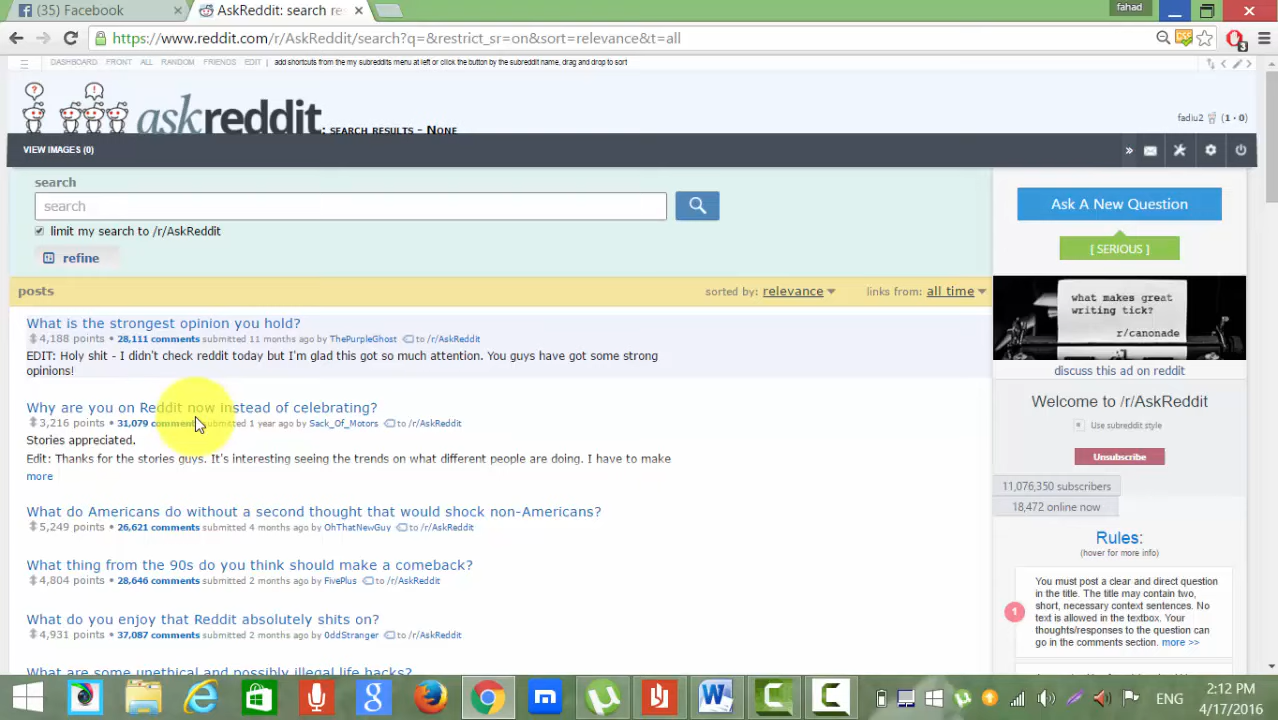 (35) Facebook
AskReddit: search re
fahad
https://www.reddit.com/r/AskReddit/search?q=&restrict_sr=on&sort=relevance&t=all
3
DASHBOARD FRONT ALL RANDOM FRIENDS EDIT | add shortcuts from the my subreddits menu at left or click the button by the subreddit name, drag and drop to sort
? !
askreddit: SEARCH RESULTS - NONE
fadiu2 (1 · 0)
VIEW IMAGES (0)
»
search
search
limit my search to /r/AskReddit
refine
Ask A New Question
[ SERIOUS ]
posts
sorted by: relevance links from: all time
what makes great
writing tick?
r/canonade
discuss this ad on reddit
What is the strongest opinion you hold?
4,188 points • 28,111 comments submitted 11 months ago by ThePurpleGhost to /r/AskReddit
EDIT: Holy shit - I didn't check reddit today but I'm glad this got so much attention. You guys have got some strong
opinions!
Why are you on Reddit now instead of celebrating?
3,216 points • 31,079 comments submitted 1 year ago by Sack_Of_Motors to /r/AskReddit
Stories appreciated.
Edit: Thanks for the stories guys. It's interesting seeing the trends on what different people are doing. I have to make
more
What do Americans do without a second thought that would shock non-Americans?
5,249 points • 26,621 comments submitted 4 months ago by OhThatNewGuy to /r/AskReddit
What thing from the 90s do you think should make a comeback?
4,804 points • 28,646 comments submitted 2 months ago by FivePlus to /r/AskReddit
What do you enjoy that Reddit absolutely shits on?
4,931 points • 37,087 comments submitted 2 months ago by 0ddStranger to /r/AskReddit
What are some unethical and possibly illegal life hacks?
Welcome to /r/AskReddit
Use subreddit style
Unsubscribe
11,076,350 subscribers
18,472 online now
Rules:
(hover for more info)
1
You must post a clear and direct question
in the title. The title may contain two,
short, necessary context sentences. No
text is allowed in the textbox. Your
thoughts/responses to the question can
go in the comments section. more >>
ENG
2:12 PM
4/17/2016